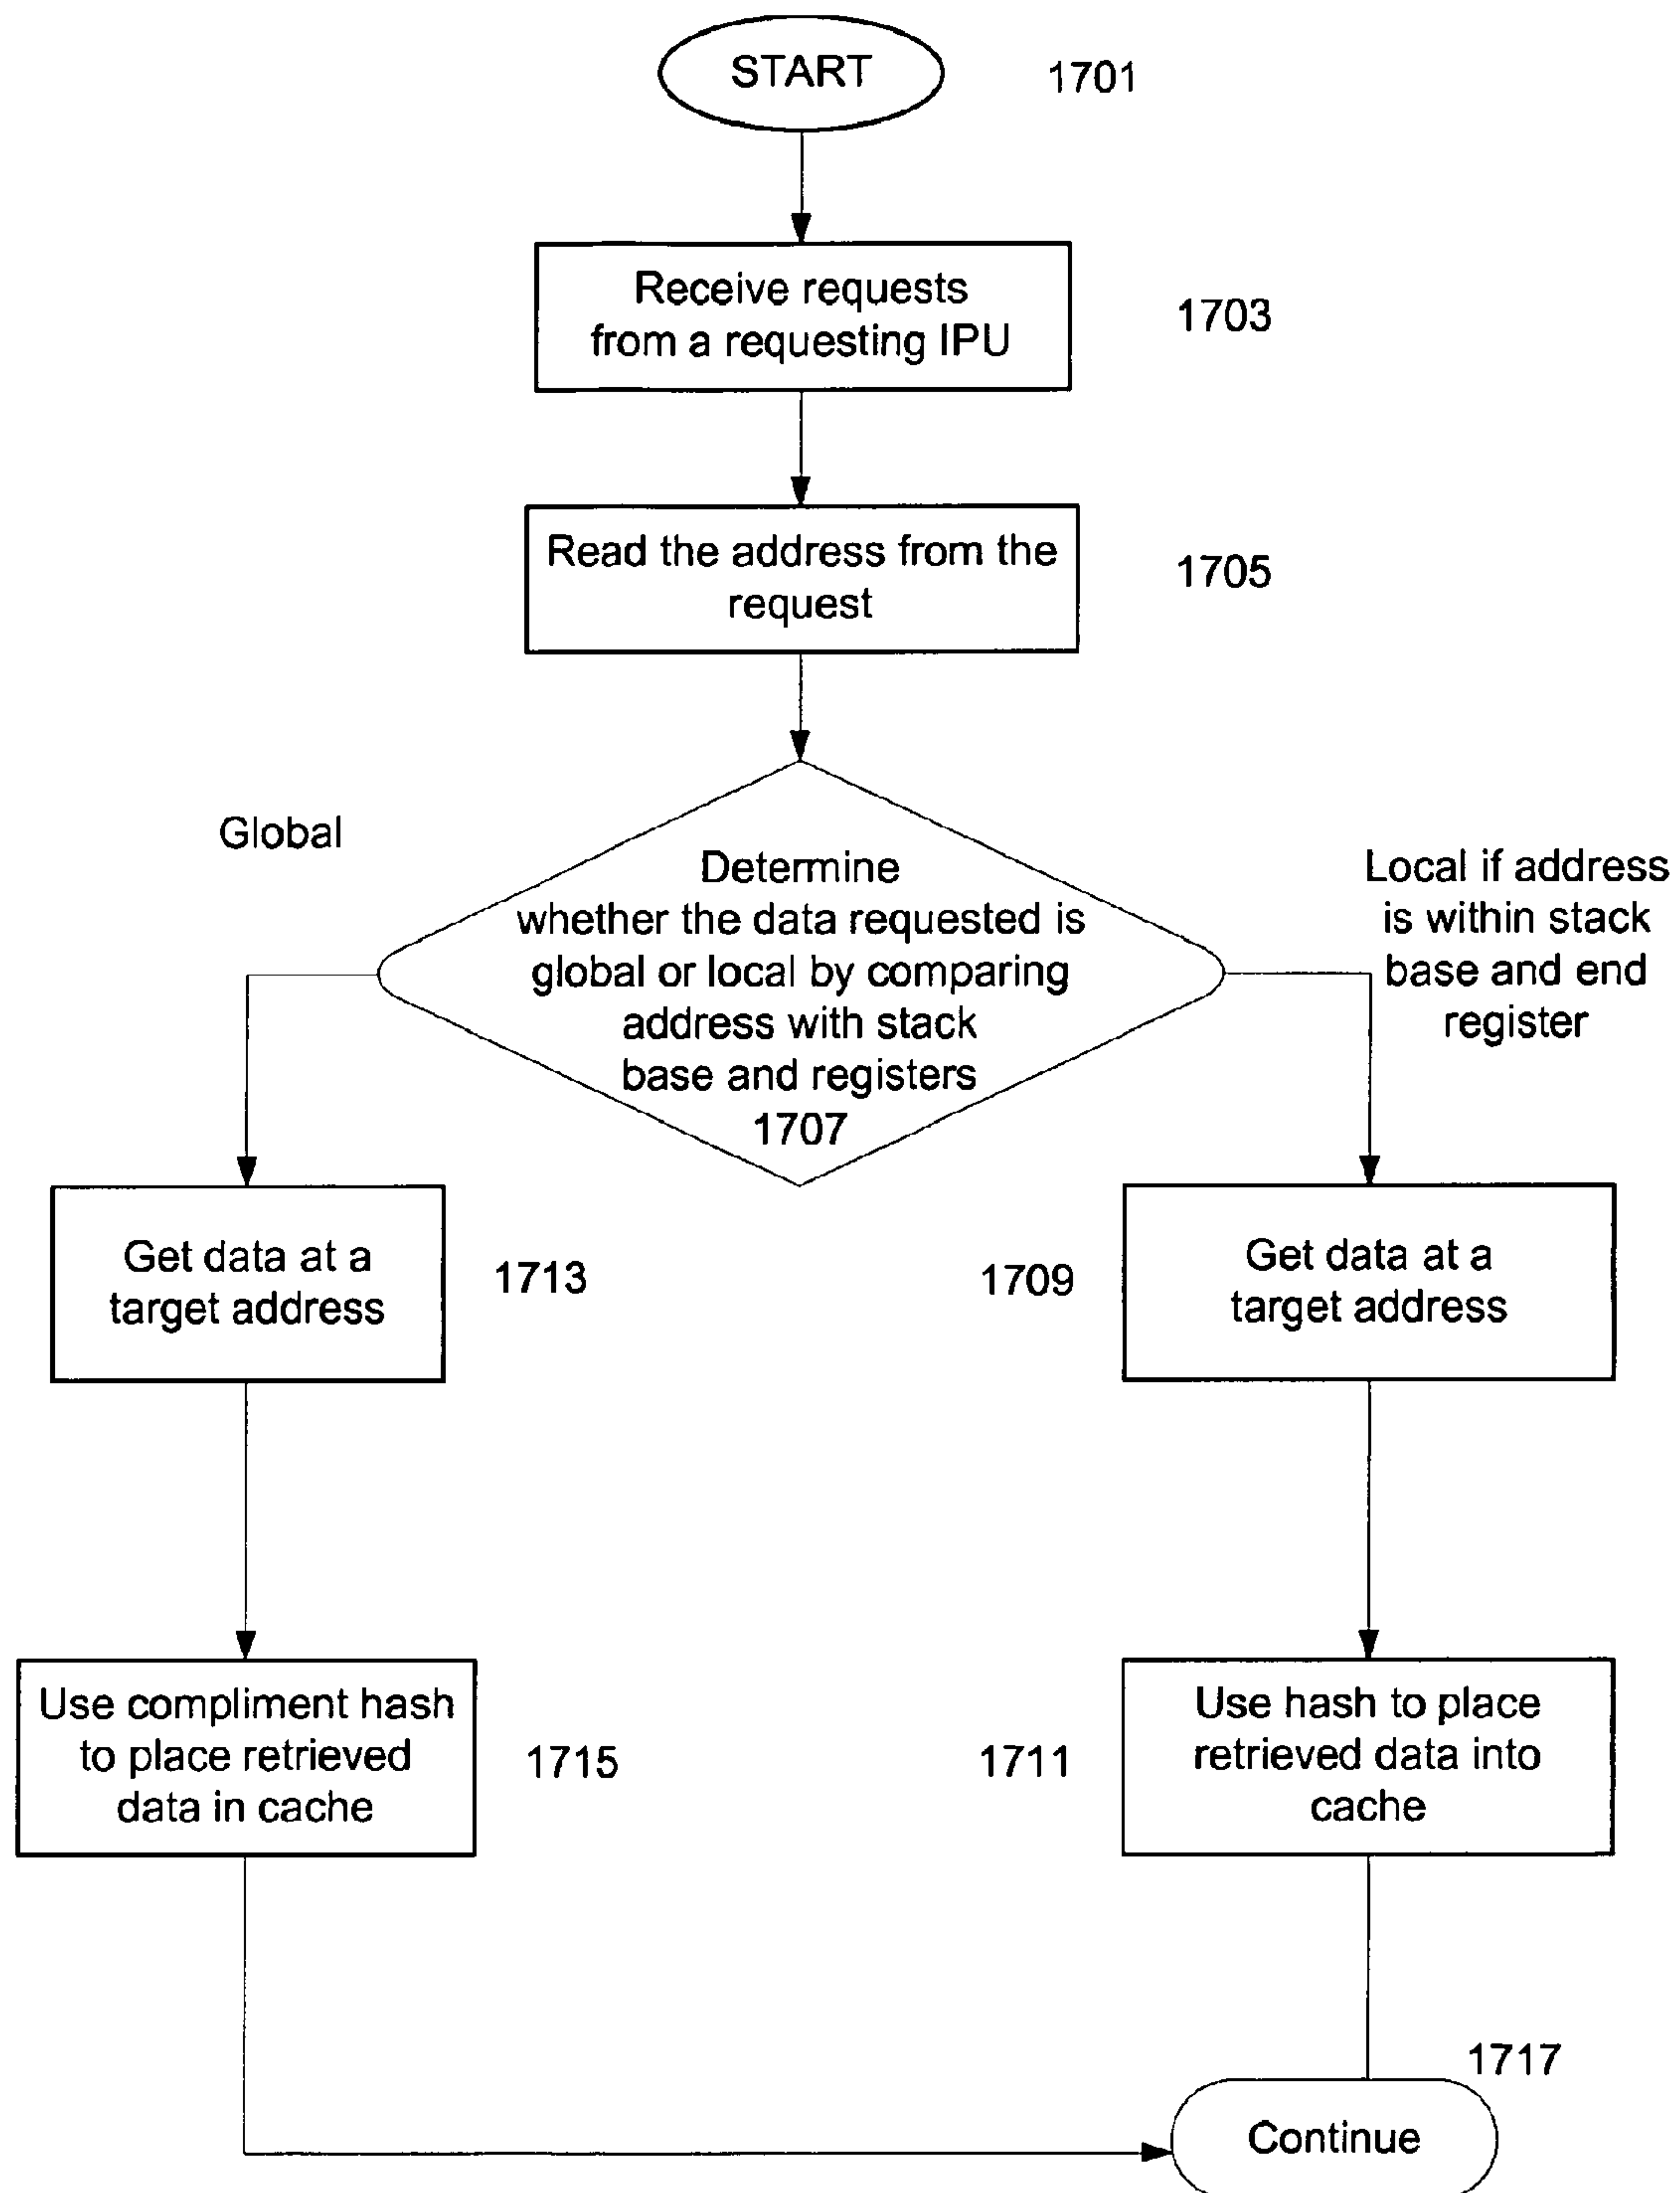 START
1701
Receive requests
from a requesting IPU
1703
Read the address from the
request
1705
Global
Determine
whether the data requested is
global or local by comparing
address with stack
base and registers
1707
Local if address
is within stack
base and end
register
Get data at a
target address
1713
1709
Get data at a
target address
Use compliment hash
to place retrieved
data in cache
1715
1711
Use hash to place
retrieved data into
cache
1717
Continue